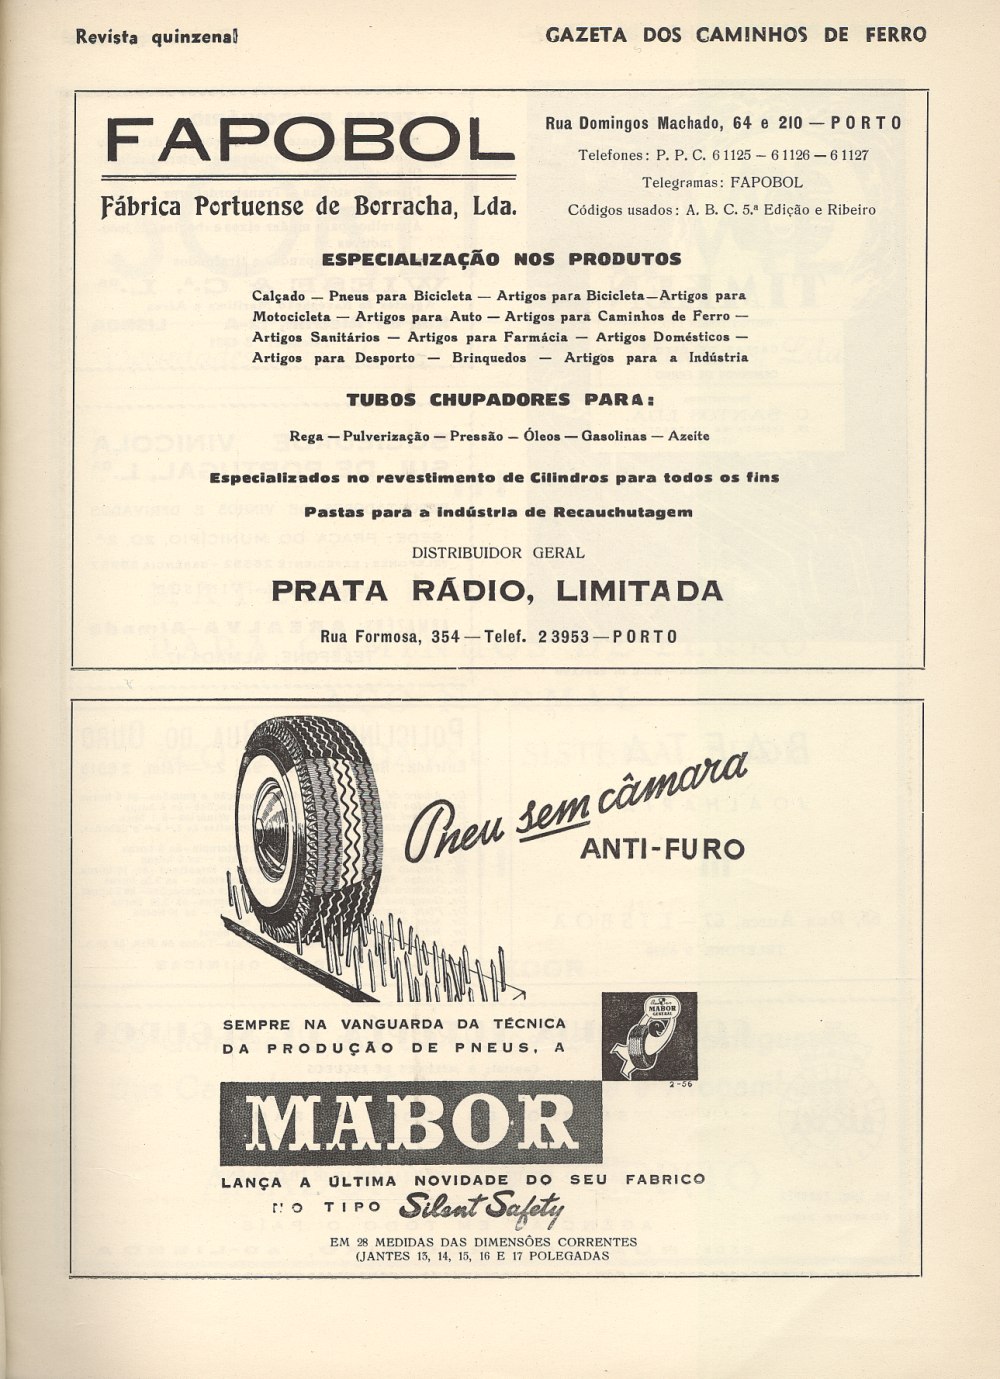 Revista quinzenal
GAZETA DOS CAMINHOS DE FERRO
FAPOBOL
Fábrica Portuense de Borracha, Lda.
Rua Domingos Machado, 64 e 210 — PORTO
Telefones: P. P. C. 61125 — 61126 — 61127
Telegramas: FAPOBOL
Códigos usados: A. B. C. 5.ª Edição e Ribeiro
ESPECIALIZAÇÃO NOS PRODUTOS
Calçado — Pneus para Bicicleta — Artigos para Bicicleta — Artigos para
Motocicleta — Artigos para Auto — Artigos para Caminhos de Ferro —
Artigos Sanitários — Artigos para Farmácia — Artigos Domésticos —
Artigos para Desporto — Brinquedos — Artigos para a Indústria
TUBOS CHUPADORES PARA:
Rega — Pulverização — Pressão — Óleos — Gasolinas — Azeite
Especializados no revestimento de Cilindros para todos os fins
Pastas para a indústria de Recauchutagem
DISTRIBUIDOR GERAL
PRATA RÁDIO, LIMITADA
Rua Formosa, 354 — Telef. 23953 — PORTO
Pneu sem câmara
ANTI-FURO
SEMPRE NA VANGUARDA DA TÉCNICA
DA PRODUÇÃO DE PNEUS, A
MABOR
GENERAL
2-56
MABOR
LANÇA A ÚLTIMA NOVIDADE DO SEU FABRICO
NO TIPO Silent Safety
EM 28 MEDIDAS DAS DIMENSÕES CORRENTES
(JANTES 13, 14, 15, 16 E 17 POLEGADAS